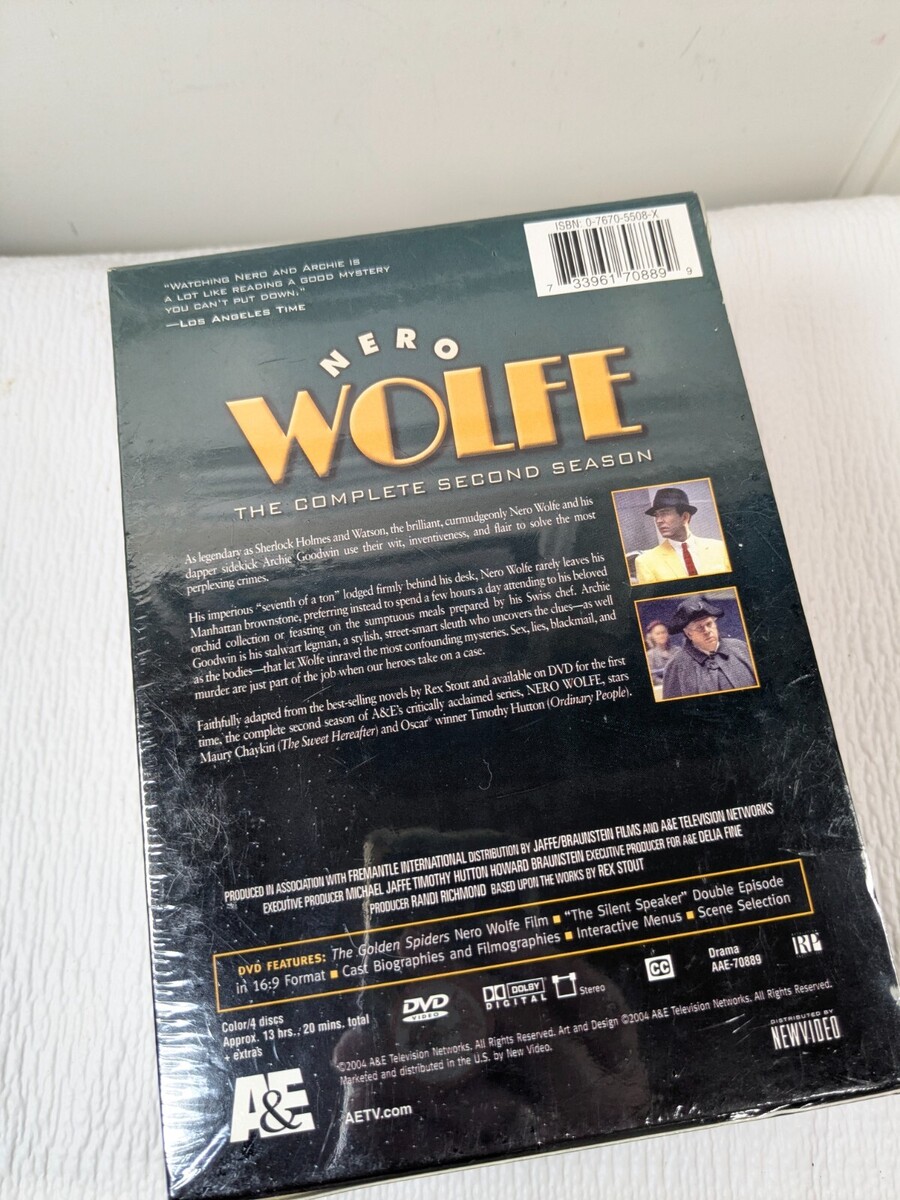 "WATCHING NERO AND ARCHIE IS
A LOT LIKE READING A GOOD MYSTERY
YOU CAN'T PUT DOWN."
—LOS ANGELES TIME
ISBN: 0-7670-5508-X
7 33961 70889 9
NERO
WOLFE
THE COMPLETE SECOND SEASON
As legendary as Sherlock Holmes and Watson, the brilliant, curmudgeonly Nero Wolfe and his
dapper sidekick Archie Goodwin use their wit, inventiveness, and flair to solve the most
perplexing crimes.
His imperious "seventh of a ton" lodged firmly behind his desk, Nero Wolfe rarely leaves his
Manhattan brownstone, preferring instead to spend a few hours a day attending to his beloved
orchid collection or feasting on the sumptuous meals prepared by his Swiss chef. Archie
Goodwin is his stalwart legman, a stylish, street-smart sleuth who uncovers the clues—as well
as the bodies—that let Wolfe unravel the most confounding mysteries. Sex, lies, blackmail, and
murder are just part of the job when our heroes take on a case.
Faithfully adapted from the best-selling novels by Rex Stout and available on DVD for the first
time, the complete second season of A&E's critically acclaimed series, NERO WOLFE, stars
Maury Chaykin (The Sweet Hereafter) and Oscar® winner Timothy Hutton (Ordinary People).
PRODUCED IN ASSOCIATION WITH FREMANTLE INTERNATIONAL DISTRIBUTION BY JAFFE/BRAUNSTEIN FILMS AND A&E TELEVISION NETWORKS
EXECUTIVE PRODUCER MICHAEL JAFFE TIMOTHY HUTTON HOWARD BRAUNSTEIN EXECUTIVE PRODUCER FOR A&E DELIA FINE
PRODUCER RANDI RICHMOND BASED UPON THE WORKS BY REX STOUT
DVD FEATURES: The Golden Spiders Nero Wolfe Film ■ "The Silent Speaker" Double Episode
in 16:9 Format ■ Cast Biographies and Filmographies ■ Interactive Menus ■ Scene Selection
Color/4 discs
Approx. 13 hrs., 20 mins. total
+ extras
DVD
VIDEO
DOLBY
DIGITAL
Stereo
CC
Drama
AAE-70889
IRP
©2004 A&E Television Networks. All Rights Reserved. Art and Design ©2004 A&E Television Networks. All Rights Reserved.
Marketed and distributed in the U.S. by New Video.
DISTRIBUTED BY
NEWVIDEO
A&E
AETV.com